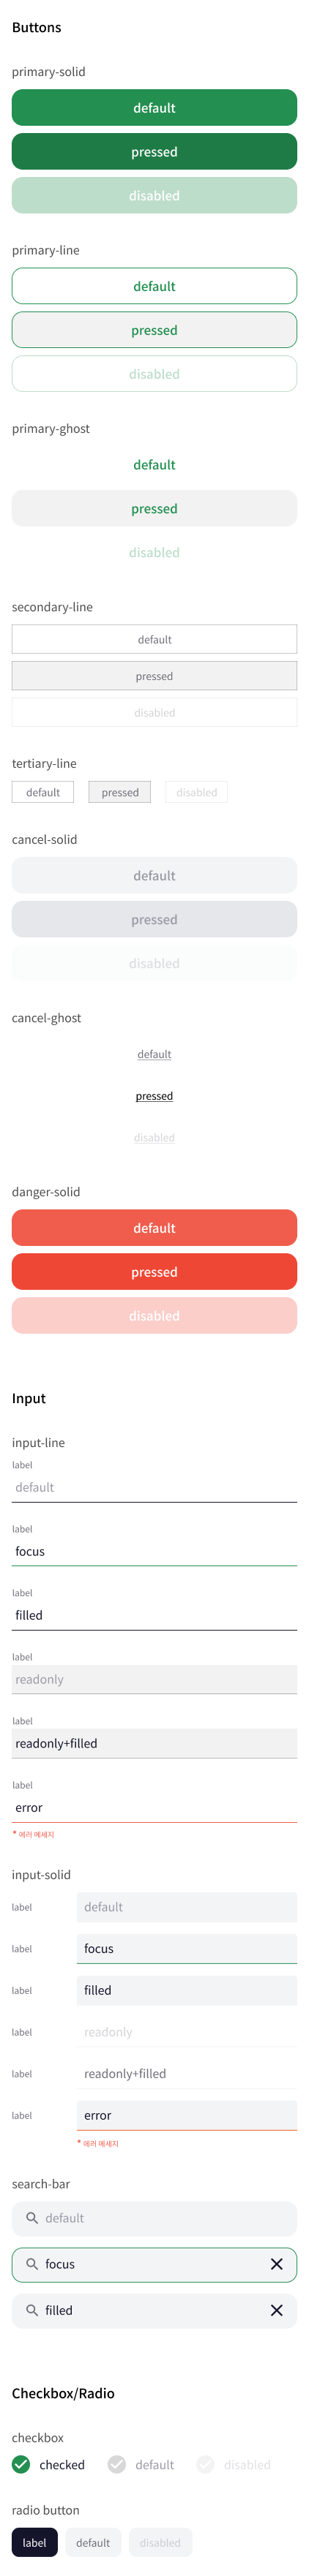 Buttons
primary-solid
default
pressed
disabled
primary-line
default
pressed
disabled
primary-ghost
default
pressed
disabled
secondary-line
default
pressed
disabled
tertiary-line
default pressed disabled
cancel-solid
default
pressed
disabled
cancel-ghost
default
pressed
disabled
danger-solid
default
pressed
disabled
Input
input-line
label
default
label
focus
label
filled
label
readonly
label
readonly+filled
label
error
* 에러 메세지
input-solid
label default
label focus
label filled
label readonly
label readonly+filled
label error
* 에러 메세지
search-bar
default
focus
filled
Checkbox/Radio
checkbox
checked default disabled
radio button
label default disabled